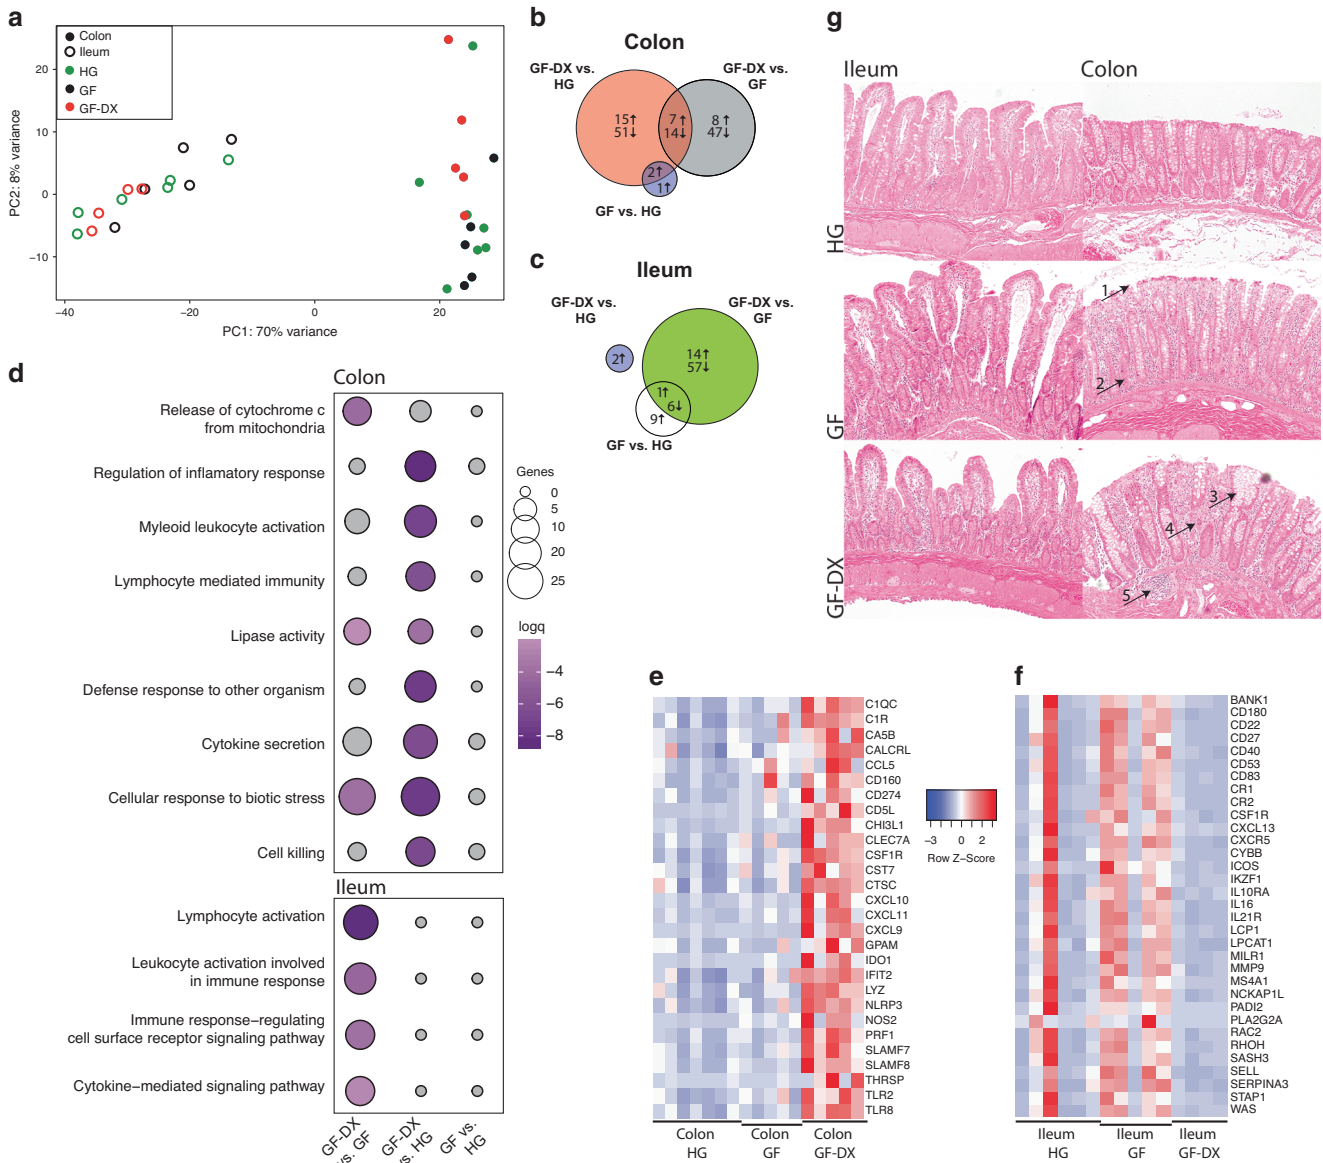 a
Colon
Ileum
HG
GF
GF-DX
20
10
0
−10
PC2: 8% variance
−40
−20
0
20
PC1: 70% variance
b
Colon
GF-DX vs.
HG
GF-DX vs.
GF
15↑
51↓
7↑
14↓
8↑
47↓
2↑
1↑
GF vs. HG
c
Ileum
GF-DX vs.
HG
GF-DX vs.
GF
2↑
14↑
57↓
1↑
6↓
9↑
GF vs. HG
d
Colon
Release of cytochrome c
from mitochondria
Regulation of inflamatory response
Myleoid leukocyte activation
Lymphocyte mediated immunity
Lipase activity
Defense response to other organism
Cytokine secretion
Cellular response to biotic stress
Cell killing
Ileum
Lymphocyte activation
Leukocyte activation involved
in immune response
Immune response−regulating
cell surface receptor signaling pathway
Cytokine−mediated signaling pathway
GF-DX
vs. GF
GF-DX
vs. HG
GF vs.
HG
Genes
0
5
10
20
25
logq
−4
−6
−8
e
C1QC
C1R
CA5B
CALCRL
CCL5
CD160
CD274
CD5L
CHI3L1
CLEC7A
CSF1R
CST7
CTSC
CXCL10
CXCL11
CXCL9
GPAM
IDO1
IFIT2
LYZ
NLRP3
NOS2
PRF1
SLAMF7
SLAMF8
THRSP
TLR2
TLR8
Colon
HG
Colon
GF
Colon
GF-DX
−3 0 2
Row Z−Score
f
BANK1
CD180
CD22
CD27
CD40
CD53
CD83
CR1
CR2
CSF1R
CXCL13
CXCR5
CYBB
ICOS
IKZF1
IL10RA
IL16
IL21R
LCP1
LPCAT1
MILR1
MMP9
MS4A1
NCKAP1L
PADI2
PLA2G2A
RAC2
RHOH
SASH3
SELL
SERPINA3
STAP1
WAS
Ileum
HG
Ileum
GF
Ileum
GF-DX
g
Ileum
Colon
HG
GF
1
2
GF-DX
3
4
5